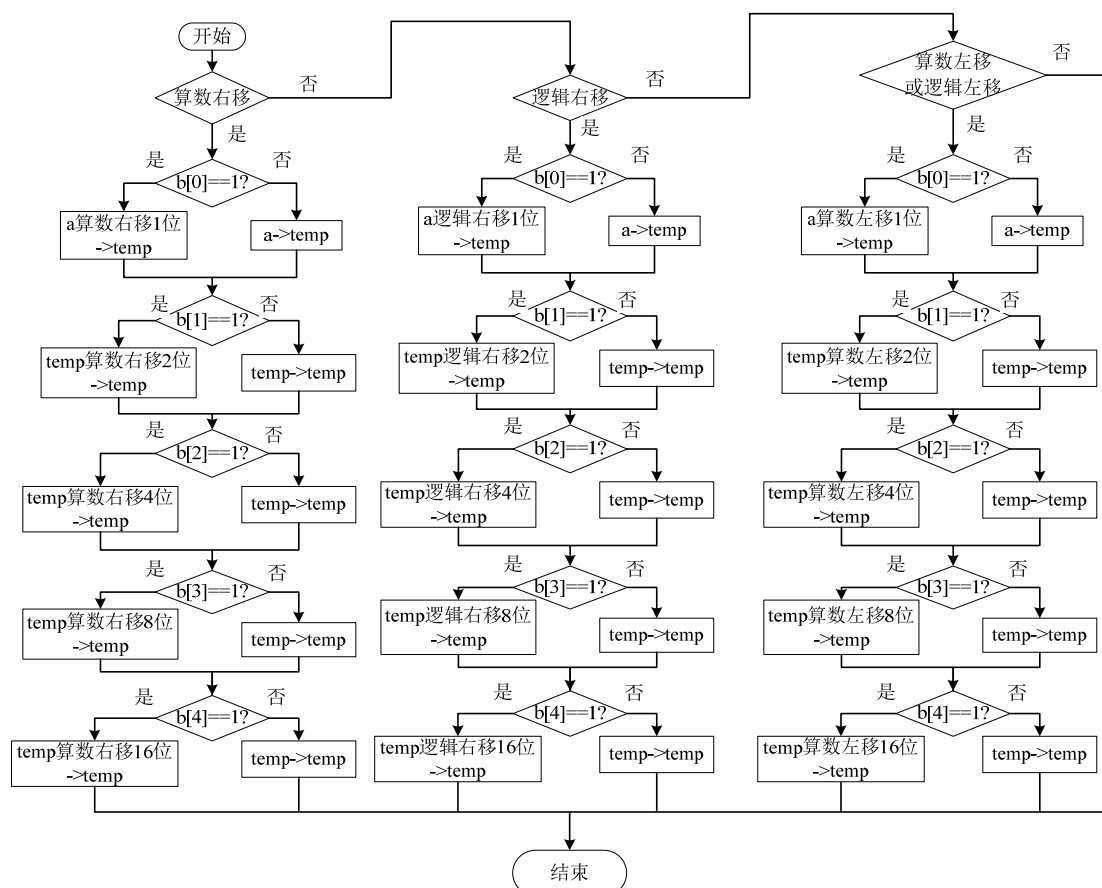 开始
算数右移
否
是
逻辑右移
否
是
算数左移
或逻辑左移
否
是
是
b[0]==1?
否
a算数右移1位
->temp
a->temp
是
b[1]==1?
否
temp算数右移2位
->temp
temp->temp
是
b[2]==1?
否
temp算数右移4位
->temp
temp->temp
是
b[3]==1?
否
temp算数右移8位
->temp
temp->temp
是
b[4]==1?
否
temp算数右移16位
->temp
temp->temp
是
b[0]==1?
否
a逻辑右移1位
->temp
a->temp
是
b[1]==1?
否
temp逻辑右移2位
->temp
temp->temp
是
b[2]==1?
否
temp逻辑右移4位
->temp
temp->temp
是
b[3]==1?
否
temp逻辑右移8位
->temp
temp->temp
是
b[4]==1?
否
temp逻辑右移16位
->temp
temp->temp
是
b[0]==1?
否
a算数左移1位
->temp
a->temp
是
b[1]==1?
否
temp算数左移2位
->temp
temp->temp
是
b[2]==1?
否
temp算数左移4位
->temp
temp->temp
是
b[3]==1?
否
temp算数左移8位
->temp
temp->temp
是
b[4]==1?
否
temp算数左移16位
->temp
temp->temp
结束